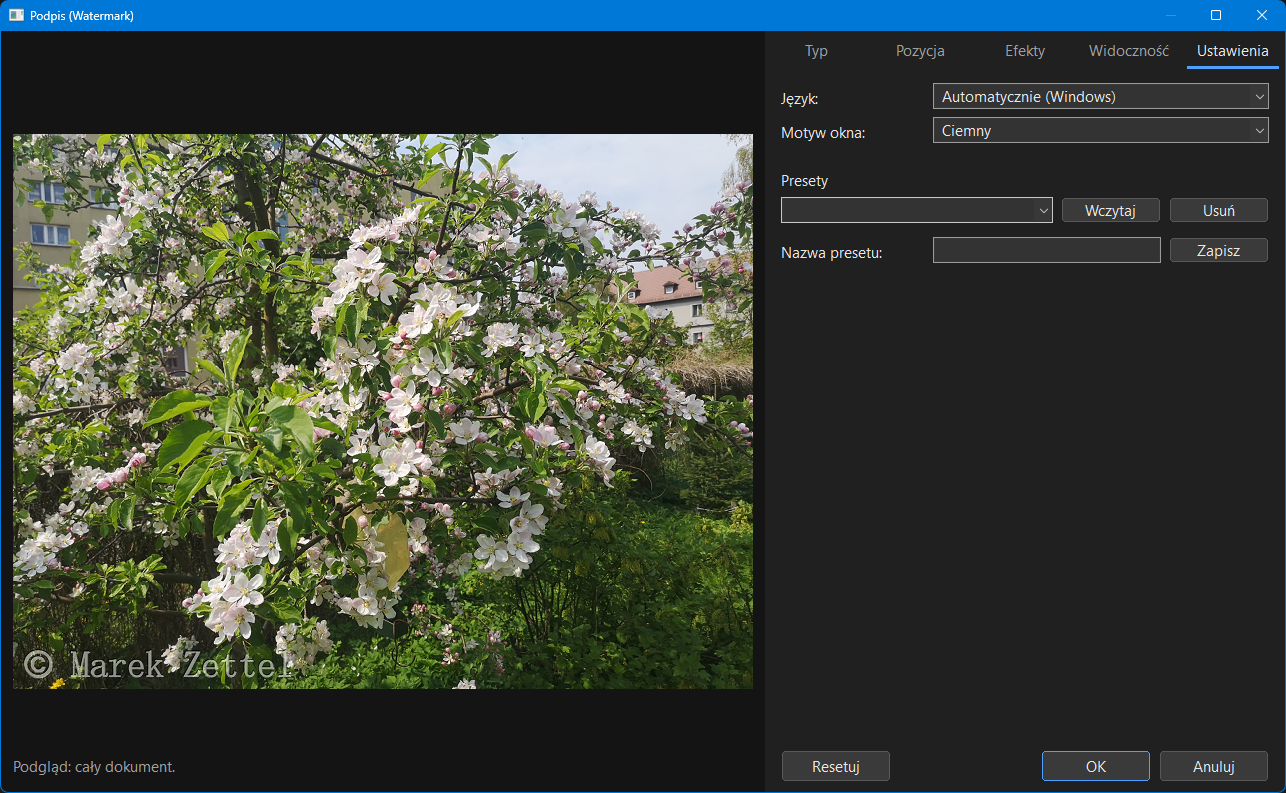 Podpis (Watermark)
Typ
Pozycja
Efekty
Widoczność
Ustawienia
Język:
Automatycznie (Windows)
Motyw okna:
Ciemny
Presety
Wczytaj
Usuń
Nazwa presetu:
Zapisz
© Marek Zettel
Podgląd: cały dokument.
Resetuj
OK
Anuluj